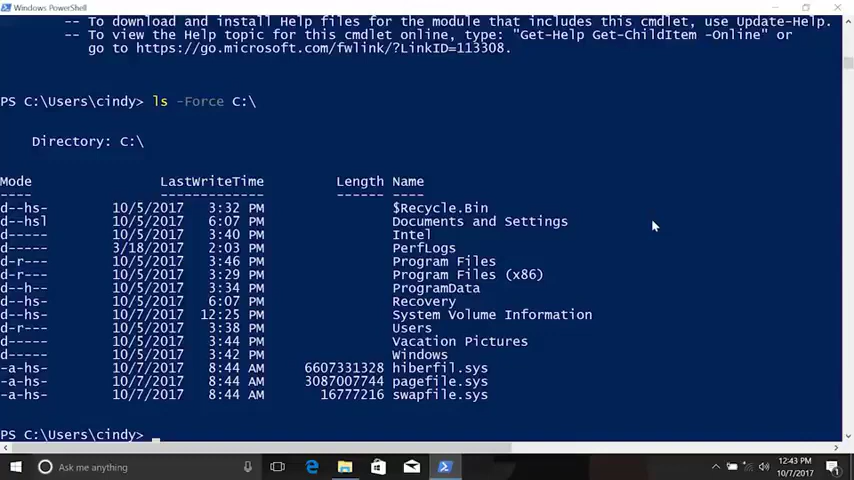 Windows PowerShell
-- To download and install Help files for the module that includes this cmdlet, use Update-Help.
-- To view the Help topic for this cmdlet online, type: "Get-Help Get-ChildItem -Online" or
go to https://go.microsoft.com/fwlink/?LinkID=113308.
PS C:\Users\cindy> ls -Force C:\
Directory: C:\
Mode LastWriteTime Length Name
---- ------------- ------ ----
d--hs- 10/5/2017 3:32 PM $Recycle.Bin
d--hsl 10/5/2017 6:07 PM Documents and Settings
d----- 10/5/2017 3:40 PM Intel
d----- 3/18/2017 2:03 PM PerfLogs
d-r--- 10/5/2017 3:46 PM Program Files
d-r--- 10/5/2017 3:29 PM Program Files (x86)
d--h-- 10/5/2017 3:34 PM ProgramData
d--hs- 10/5/2017 6:07 PM Recovery
d--hs- 10/7/2017 12:25 PM System Volume Information
d-r--- 10/5/2017 3:38 PM Users
d----- 10/5/2017 3:44 PM Vacation Pictures
d----- 10/5/2017 3:42 PM Windows
-a-hs- 10/7/2017 8:44 AM 6607331328 hiberfil.sys
-a-hs- 10/7/2017 8:44 AM 3087007744 pagefile.sys
-a-hs- 10/7/2017 8:44 AM 16777216 swapfile.sys
PS C:\Users\cindy> _
Ask me anything
12:43 PM
10/7/2017
1